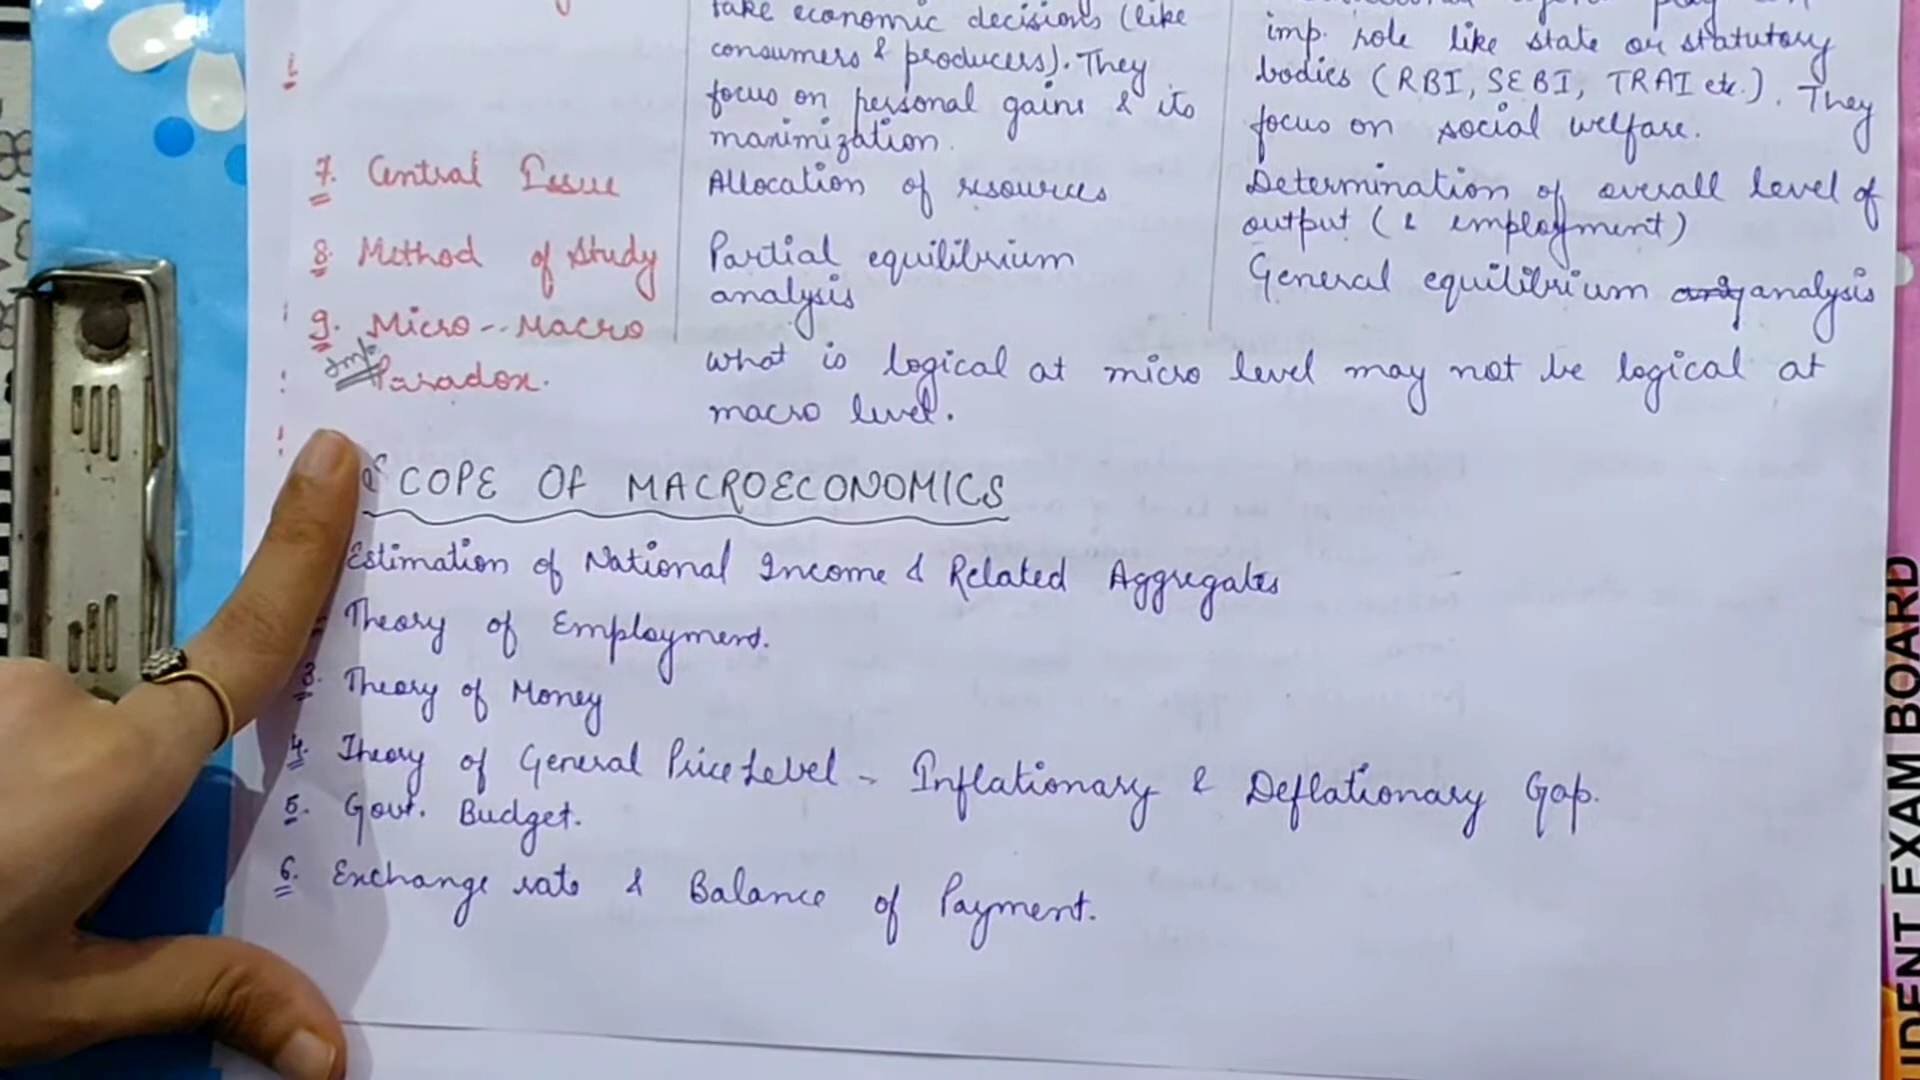 take economic decisions (like
consumers & producers). They
focus on personal gains & its
maximization.
imp. role like state or statutory
bodies (RBI, SEBI, TRAI etc.). They
focus on social welfare.
7. Central Issue
Allocation of resources
Determination of overall level of
output (& employment)
8. Method of Study
Partial equilibrium
analysis
General equilibrium analysis
9. Micro-Macro
Imp. Paradox.
what is logical at micro level may not be logical at
macro level.
SCOPE OF MACROECONOMICS
Estimation of National Income & Related Aggregates
Theory of Employment.
3. Theory of Money
4. Theory of General Price Level - Inflationary & Deflationary Gap.
5. Govt. Budget.
6. Exchange rate & Balance of Payment.
UDENT EXAM BOARD